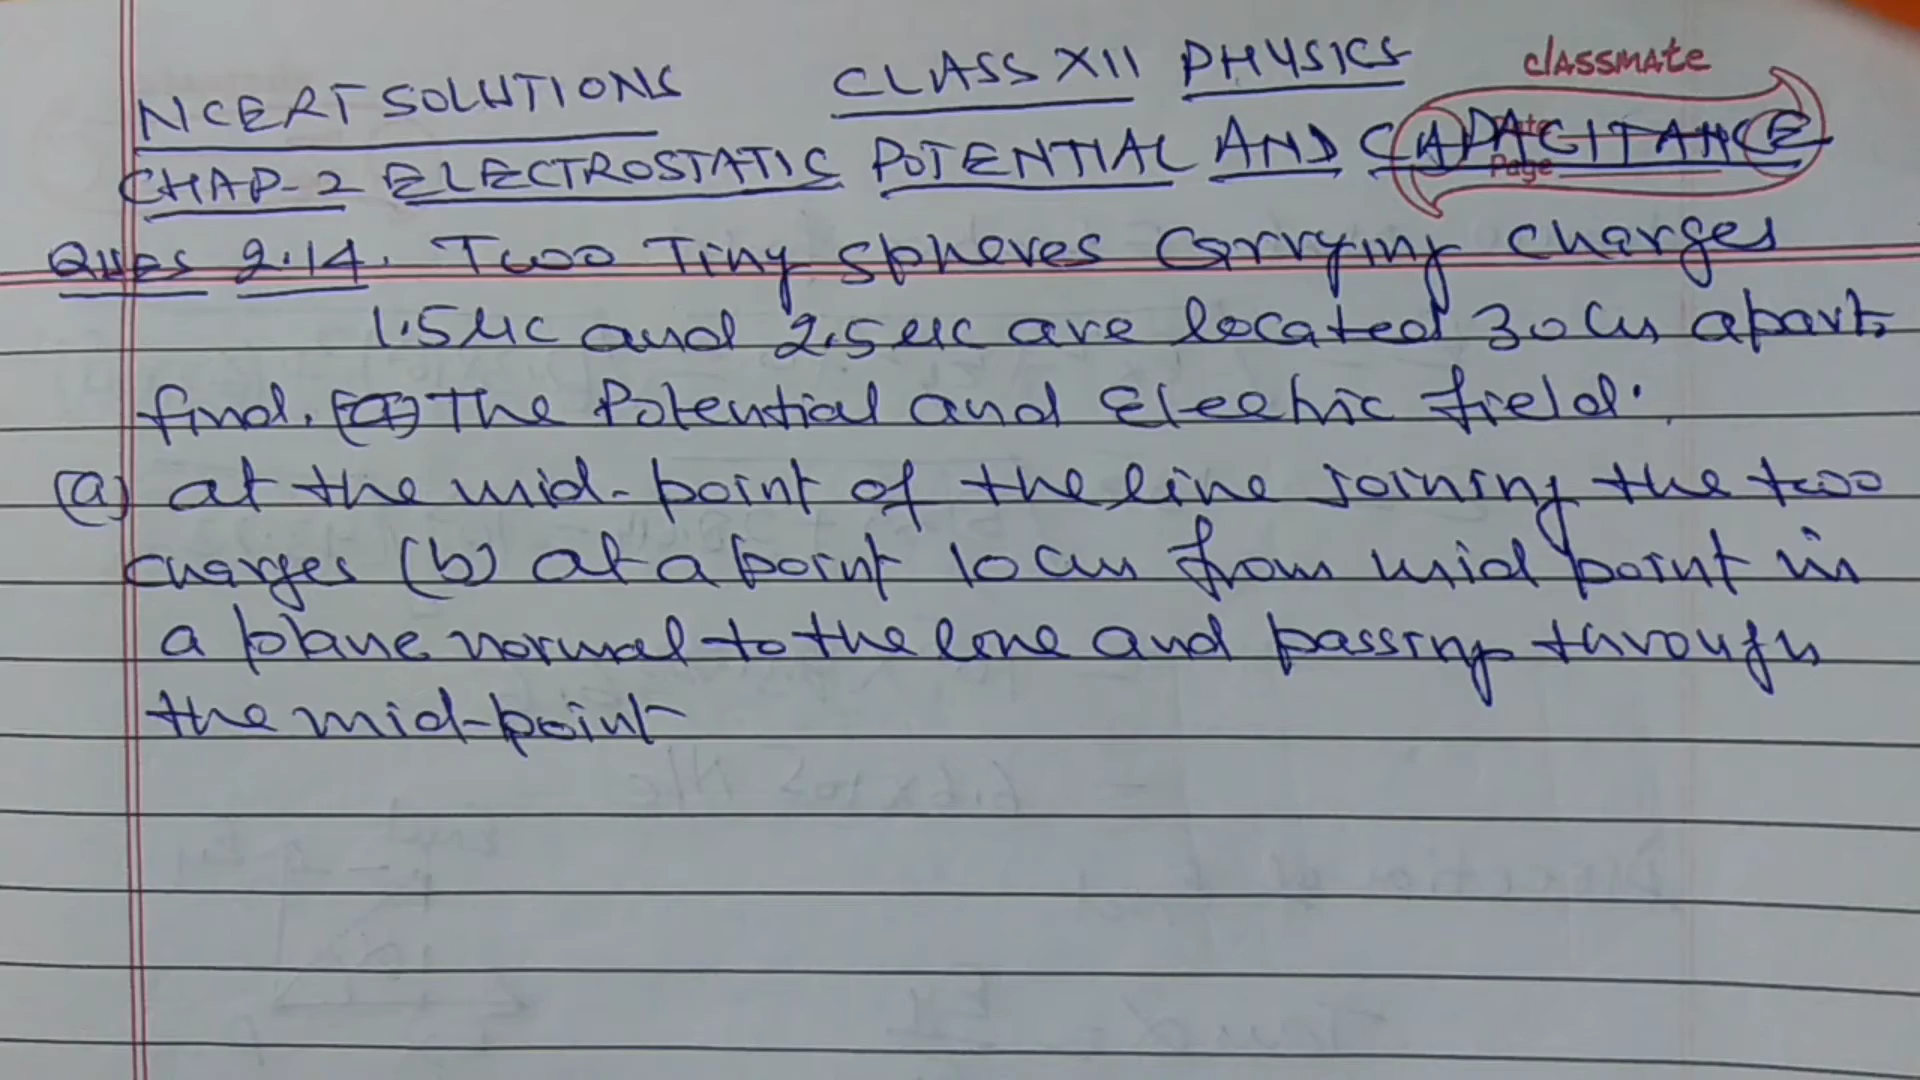 NCERT SOLUTIONS CLASS XII PHYSICS classmate
CHAP-2 ELECTROSTATIC POTENTIAL AND CAPACITANCE
Page
QUES 2.14. Two Tiny spheres Carrying charges
1.5μc and 2.5μc are located 30 cm apart,
find. (a) The Potential and Electric field.
(a) at the mid-point of the line Joining the two
charges (b) at a point 10 cm from mid point in
a plane normal to the line and passing through
the mid-point